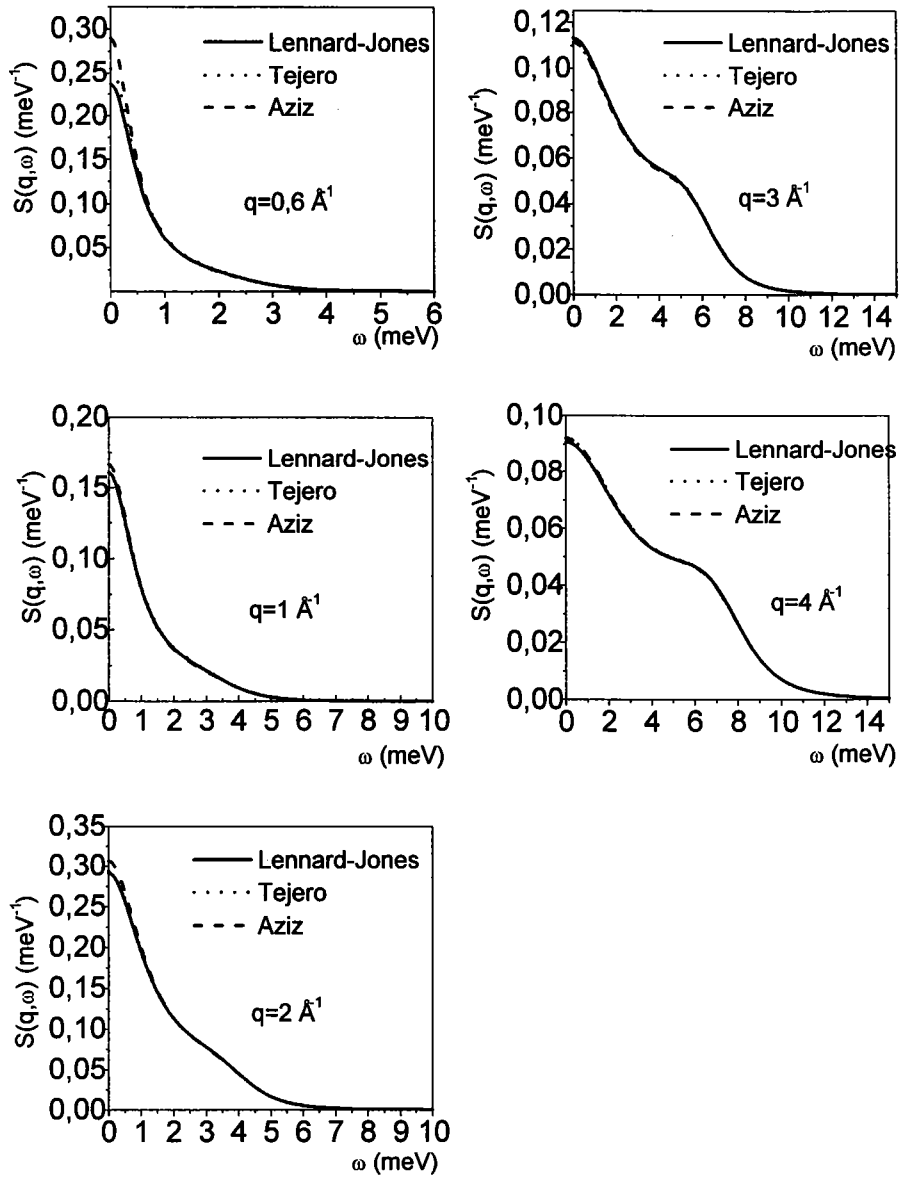 0,30
0,25
0,20
0,15
0,10
0,05
S(q,ω) (meV⁻¹)
Lennard-Jones
Tejero
Aziz
q=0,6 Å⁻¹
0 1 2 3 4 5 6
ω (meV)
0,12
0,10
0,08
0,06
0,04
0,02
0,00
S(q,ω) (meV⁻¹)
Lennard-Jones
Tejero
Aziz
q=3 Å⁻¹
0 2 4 6 8 10 12 14
ω (meV)
0,20
0,15
0,10
0,05
0,00
S(q,ω) (meV⁻¹)
Lennard-Jones
Tejero
Aziz
q=1 Å⁻¹
0 1 2 3 4 5 6 7 8 9 10
ω (meV)
0,10
0,08
0,06
0,04
0,02
0,00
S(q,ω) (meV⁻¹)
Lennard-Jones
Tejero
Aziz
q=4 Å⁻¹
0 2 4 6 8 10 12 14
ω (meV)
0,35
0,30
0,25
0,20
0,15
0,10
0,05
0,00
S(q,ω) (meV⁻¹)
Lennard-Jones
Tejero
Aziz
q=2 Å⁻¹
0 1 2 3 4 5 6 7 8 9 10
ω (meV)